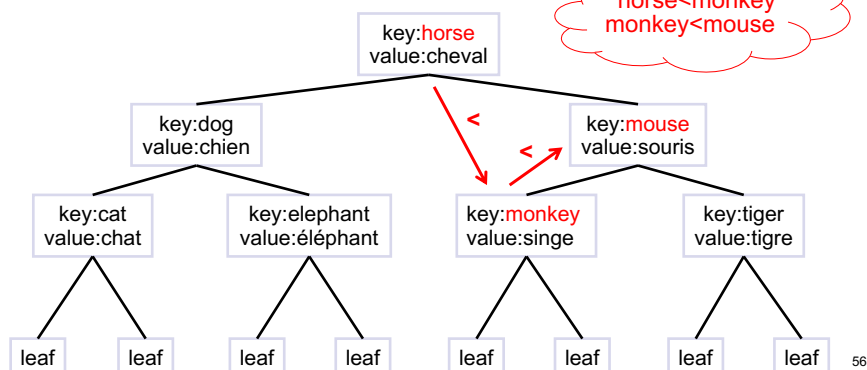 horse<monkey
monkey<mouse
key:horse
value:cheval
<
<
key:dog
value:chien
key:mouse
value:souris
key:cat
value:chat
key:elephant
value:éléphant
key:monkey
value:singe
key:tiger
value:tigre
leaf leaf leaf leaf leaf leaf leaf leaf
56